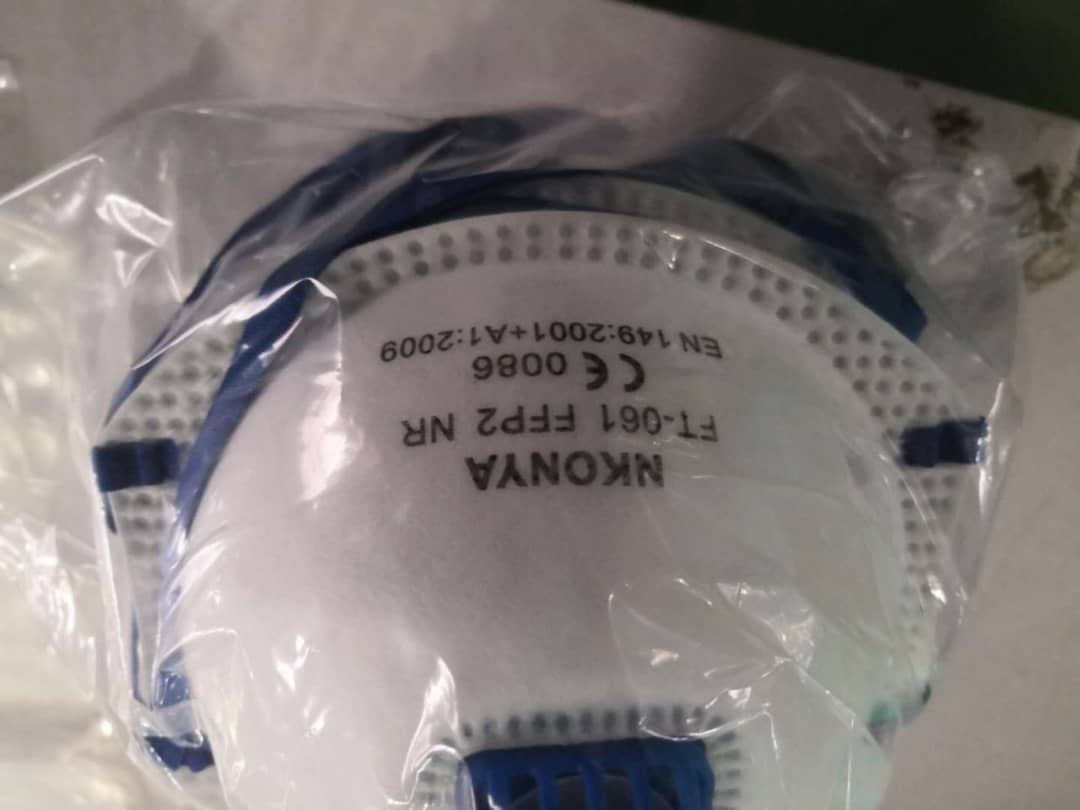 NKONYA
FT-061 FFP2 NR
CE 0086
EN 149:2001+A1:2009